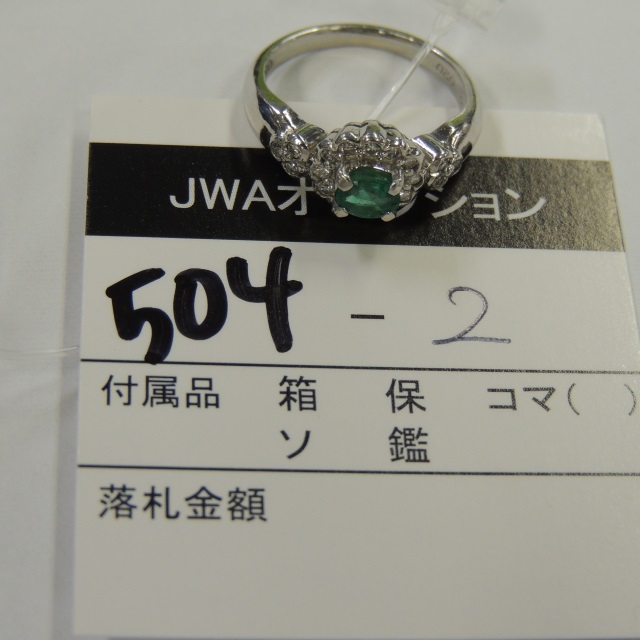 JWAオ ション
504 - 2
付属品 箱 保 コマ( )
ソ 鑑
落札金額